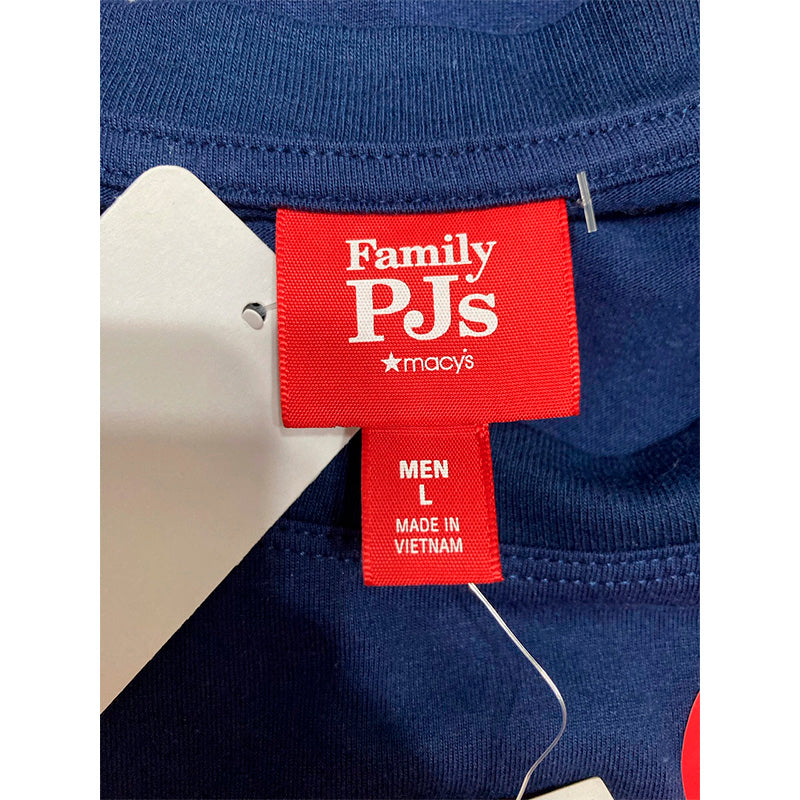 Family
PJs
★macy's
MEN
L
MADE IN
VIETNAM